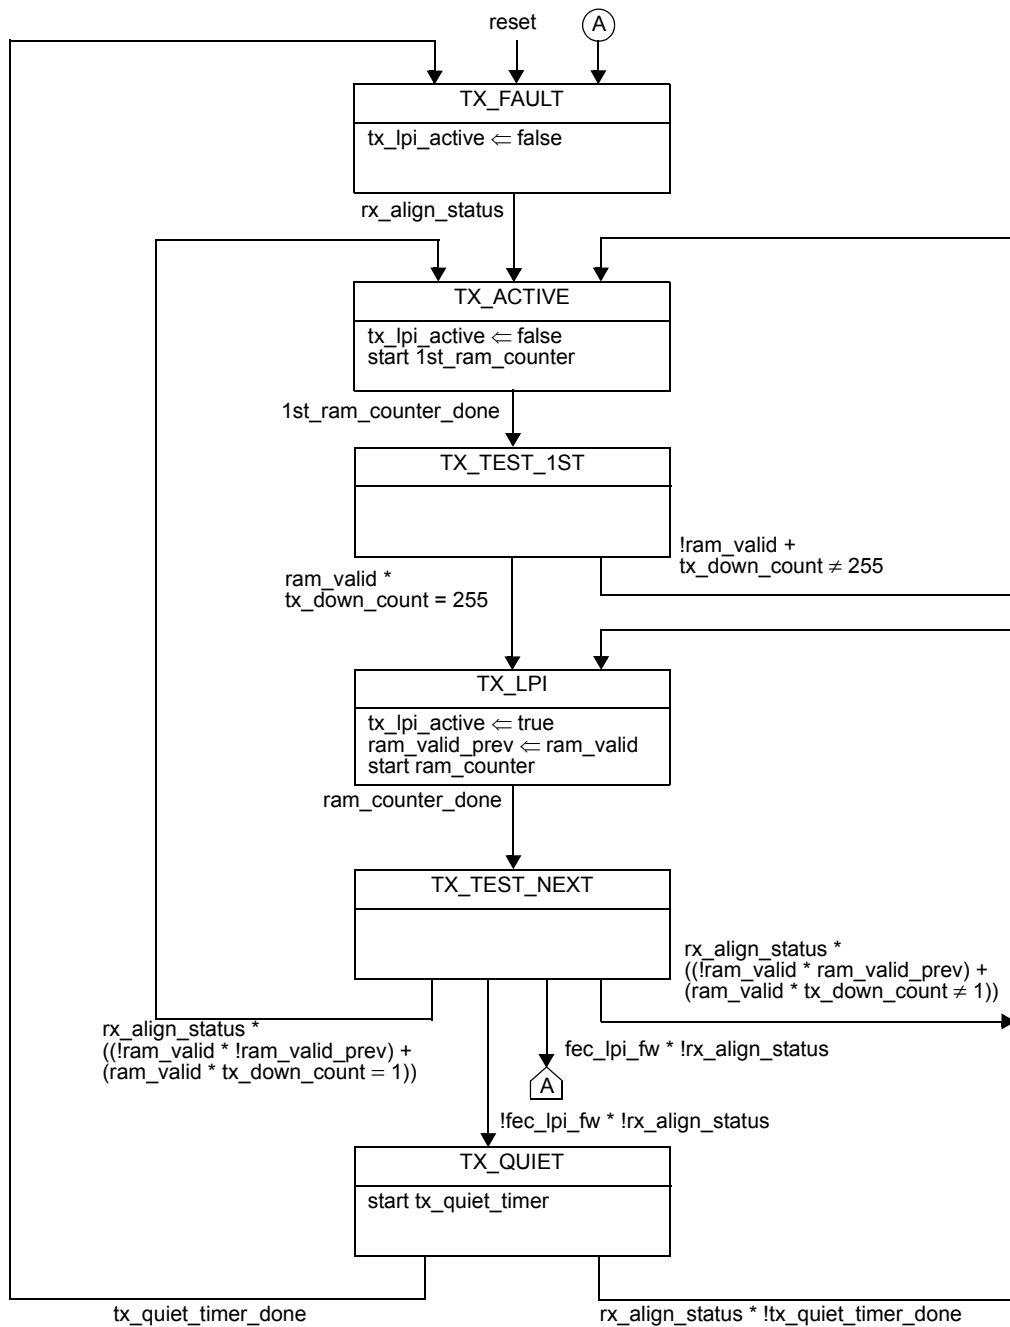 reset
A
TX_FAULT
tx_lpi_active ⇐ false
rx_align_status
TX_ACTIVE
tx_lpi_active ⇐ false
start 1st_ram_counter
1st_ram_counter_done
TX_TEST_1ST
!ram_valid +
tx_down_count ≠ 255
ram_valid *
tx_down_count = 255
TX_LPI
tx_lpi_active ⇐ true
ram_valid_prev ⇐ ram_valid
start ram_counter
ram_counter_done
TX_TEST_NEXT
rx_align_status *
((!ram_valid * ram_valid_prev) +
(ram_valid * tx_down_count ≠ 1))
rx_align_status *
((!ram_valid * !ram_valid_prev) +
(ram_valid * tx_down_count = 1))
fec_lpi_fw * !rx_align_status
A
!fec_lpi_fw * !rx_align_status
TX_QUIET
start tx_quiet_timer
tx_quiet_timer_done
rx_align_status * !tx_quiet_timer_done